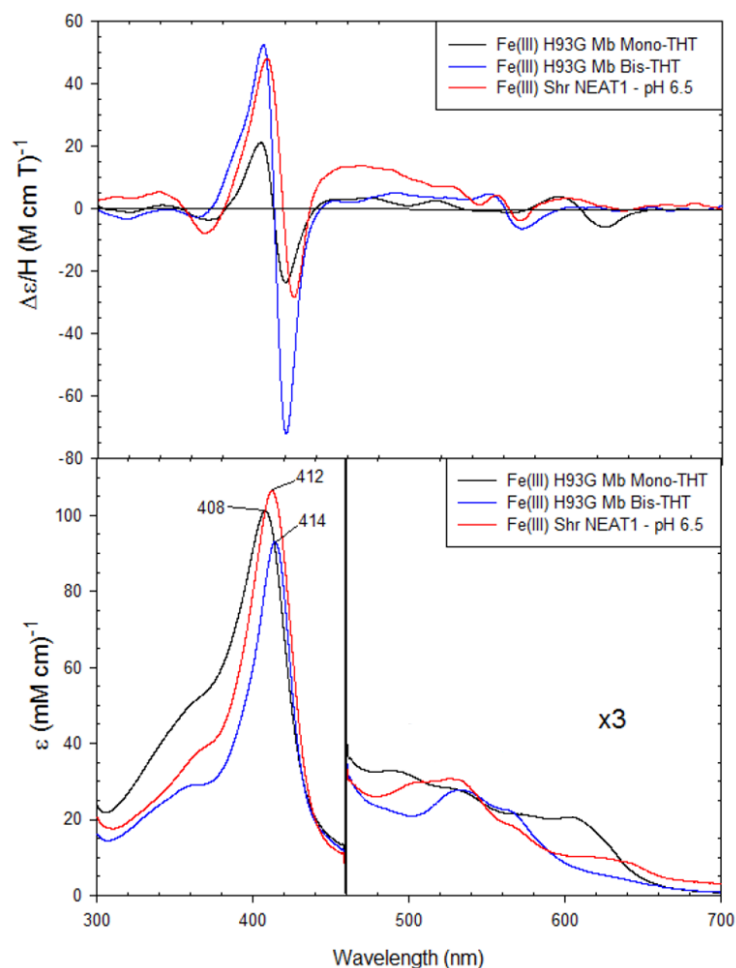 60
40
20
0
-20
-40
-60
-80
Δε/H (M cm T)⁻¹
Fe(III) H93G Mb Mono-THT
Fe(III) H93G Mb Bis-THT
Fe(III) Shr NEAT1 - pH 6.5
412
408
414
Fe(III) H93G Mb Mono-THT
Fe(III) H93G Mb Bis-THT
Fe(III) Shr NEAT1 - pH 6.5
x3
100
80
60
40
20
0
ε (mM cm)⁻¹
300 400 500 600 700
Wavelength (nm)